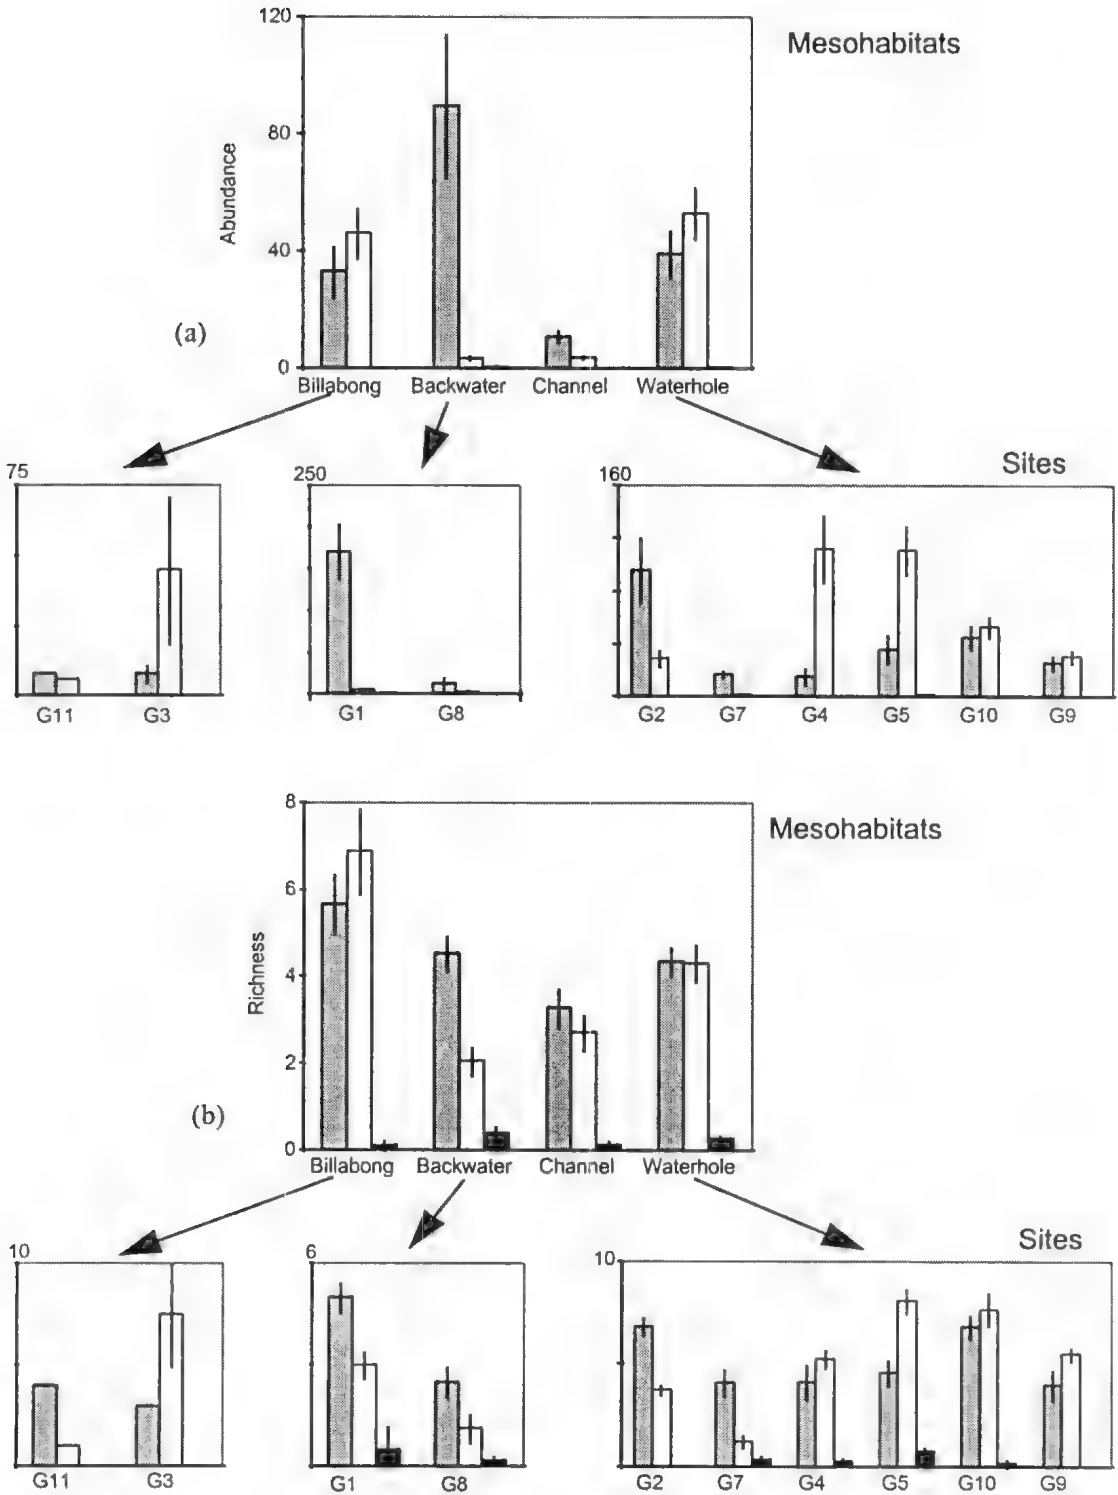 120
Mesohabitats
80
Abundance
40
(a)
0
Billabong Backwater Channel Waterhole
75
250
160
Sites
G11 G3
G1 G8
G2 G7 G4 G5 G10 G9
8
Mesohabitats
6
Richness
4
2
(b)
0
Billabong Backwater Channel Waterhole
10
6
10
Sites
G11 G3
G1 G8
G2 G7 G4 G5 G10 G9